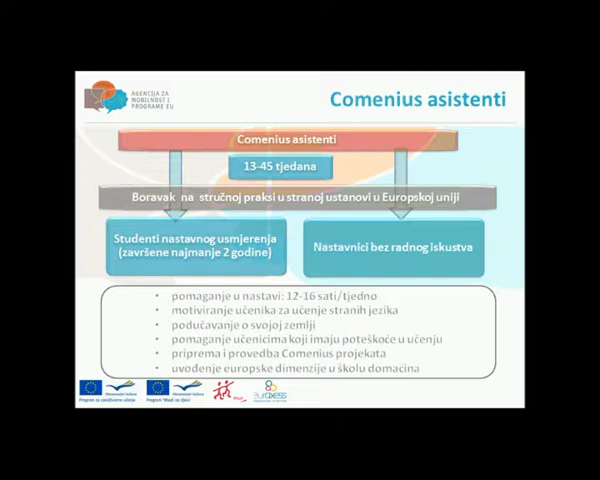 AGENCIJA ZA
MOBILNOST I
PROGRAME EU
Comenius asistenti
Comenius asistenti
13-45 tjedana
Boravak na stručnoj praksi u stranoj ustanovi u Europskoj uniji
Studenti nastavnog usmjerenja
(završene najmanje 2 godine)
Nastavnici bez radnog iskustva
• pomaganje u nastavi: 12-16 sati/tjedno
• motiviranje učenika za učenje stranih jezika
• podučavanje o svojoj zemlji
• pomaganje učenicima koji imaju poteškoće u učenju
• priprema i provedba Comenius projekata
• uvođenje europske dimenzije u školu domaćina
Program za cjeloživotno učenje
Program 'Mladi na djelu'
euraxess